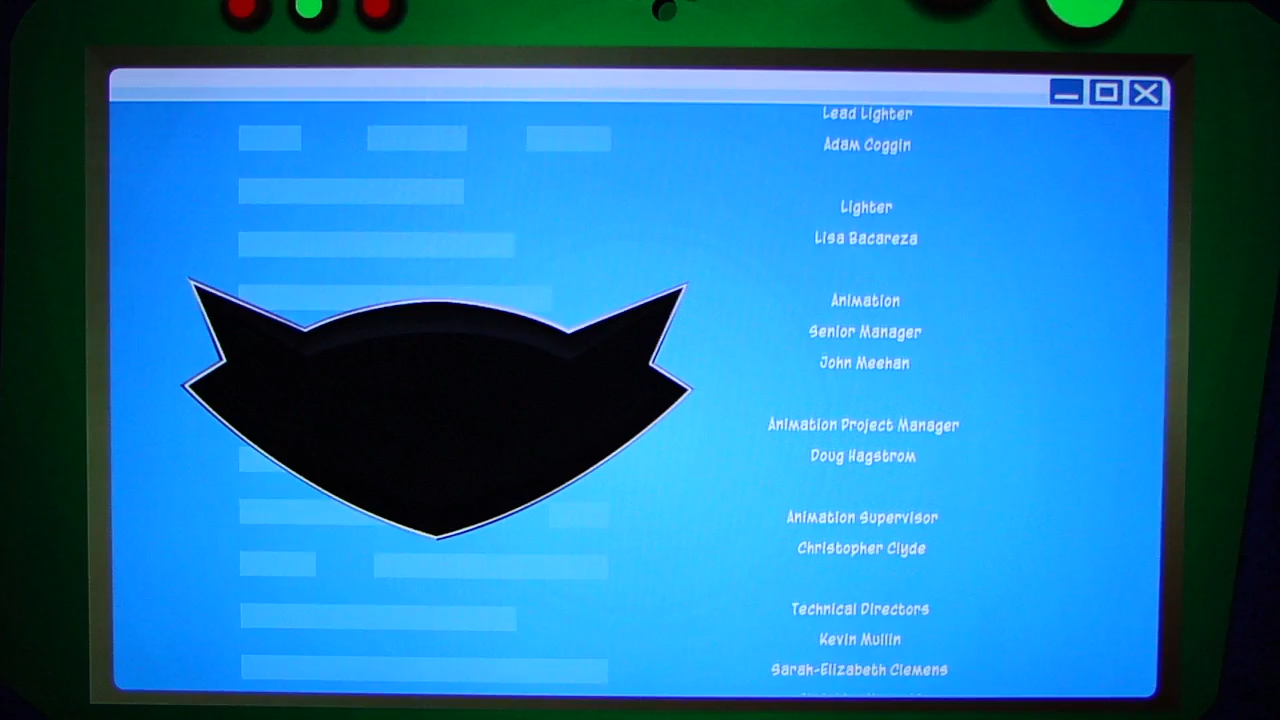 Lead Lighter
Adam Coggin
Lighter
Lisa Bacareza
Animation
Senior Manager
John Meehan
Animation Project Manager
Doug Hagstrom
Animation Supervisor
Christopher Clyde
Technical Directors
Kevin Mullin
Sarah-Elizabeth Clemens